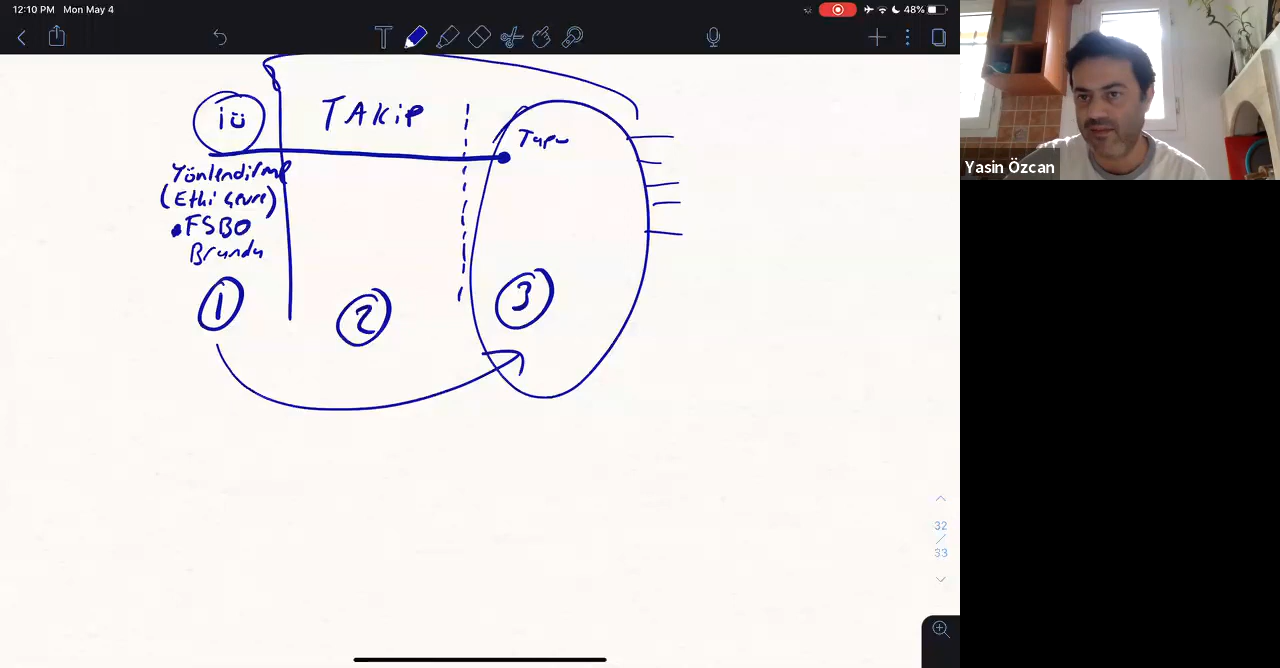 12:10 PM Mon May 4
48%
T
İÜ
TAKİP
Tapu
Yönlendirme
(Etki Çevre)
• FSBO
1
2
3
32
/
33
Yasin Özcan